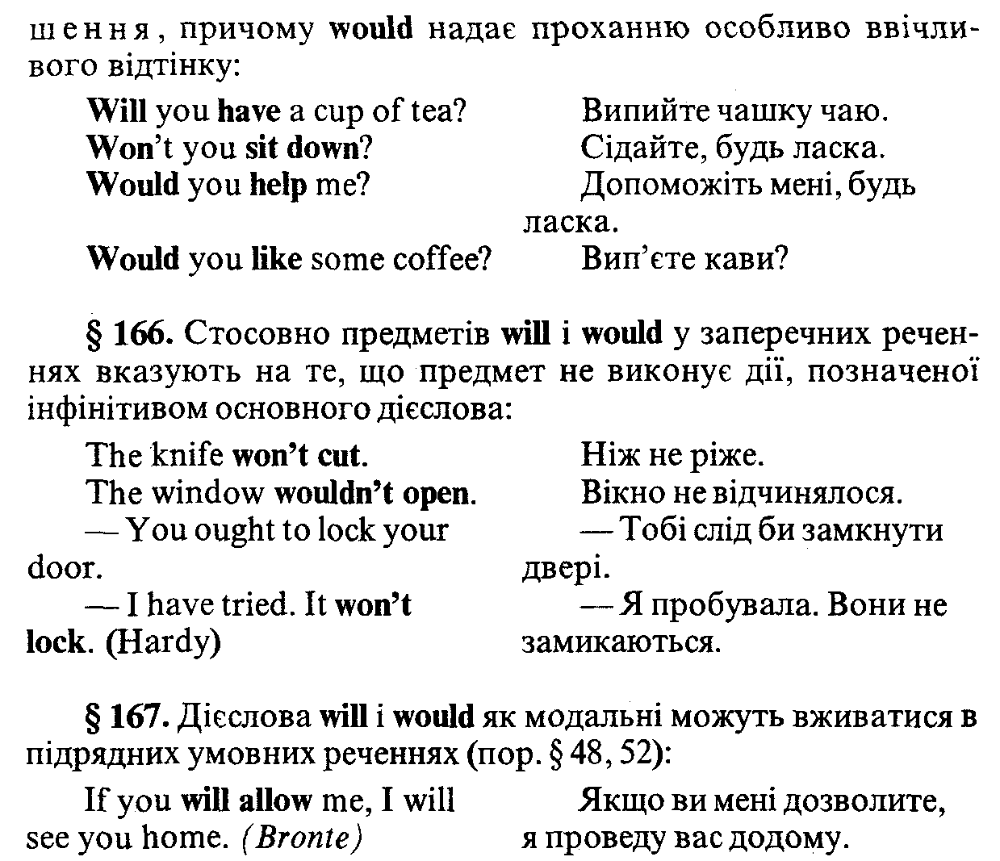 шення, причому would надає проханню особливо ввічли-
вого відтінку:
Will you have a cup of tea? Випийте чашку чаю.
Won't you sit down? Сідайте, будь ласка.
Would you help me? Допоможіть мені, будь
ласка.
Would you like some coffee? Вип'єте кави?
§ 166. Стосовно предметів will і would у заперечних речен-
нях вказують на те, що предмет не виконує дії, позначеної
інфінітивом основного дієслова:
The knife won't cut. Ніж не ріже.
The window wouldn't open. Вікно не відчинялося.
— You ought to lock your — Тобі слід би замкнути
door. двері.
— I have tried. It won't — Я пробувала. Вони не
lock. (Hardy) замикаються.
§ 167. Дієслова will і would як модальні можуть вживатися в
підрядних умовних реченнях (пор. § 48, 52):
If you will allow me, I will Якщо ви мені дозволите,
see you home. (Bronte) я проведу вас додому.